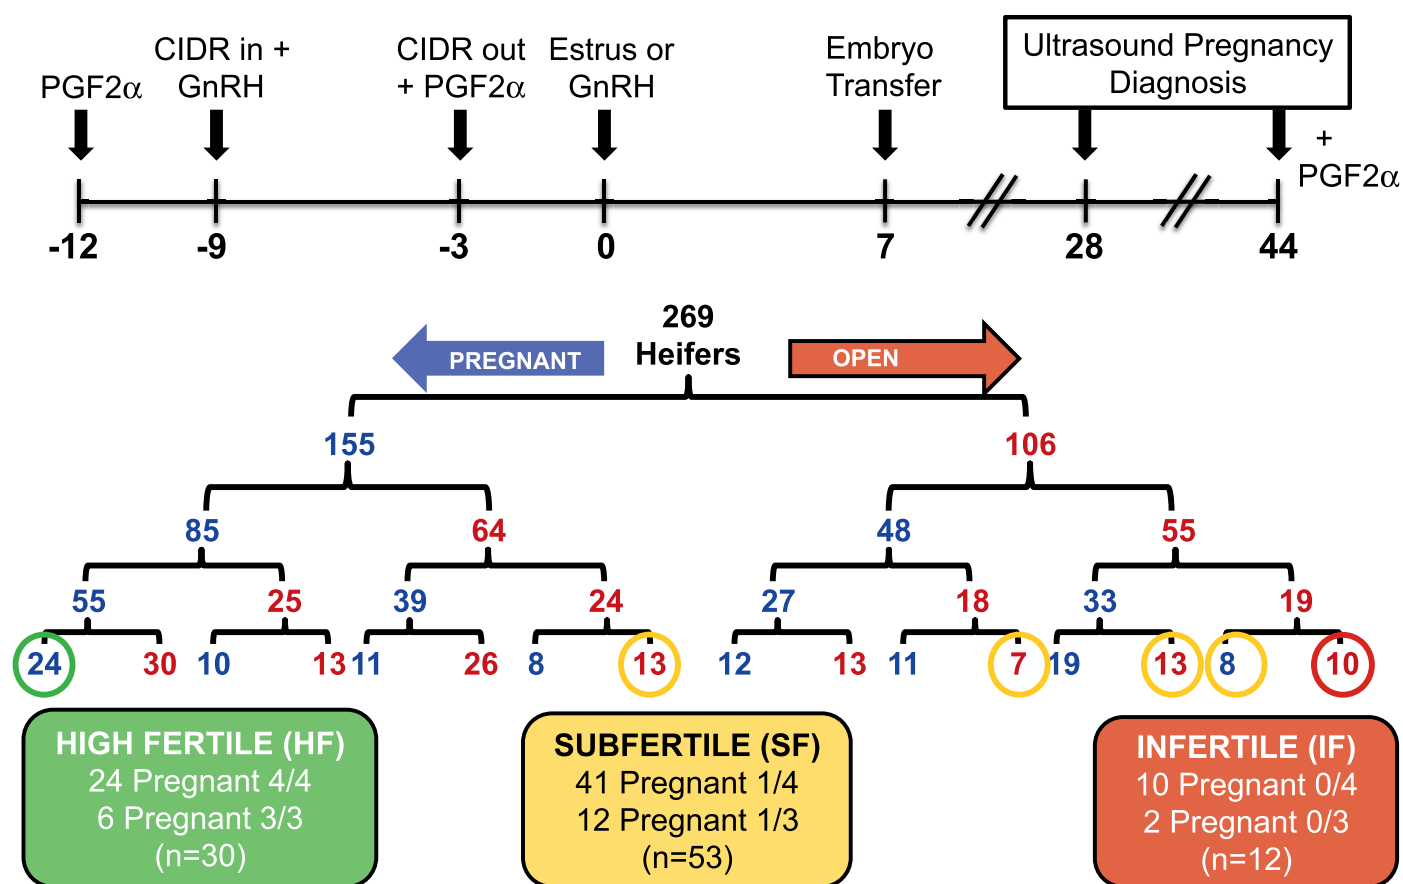 PGF2α
CIDR in +
GnRH
CIDR out
+ PGF2α
Estrus or
GnRH
Embryo
Transfer
Ultrasound Pregnancy
Diagnosis
+
PGF2α
-12 -9 -3 0 7 28 44
269
Heifers
PREGNANT
OPEN
155 106
85 64 48 55
55 25 39 24 27 18 33 19
24 30 10 13 11 26 8 13 12 13 11 7 19 13 8 10
HIGH FERTILE (HF)
24 Pregnant 4/4
6 Pregnant 3/3
(n=30)
SUBFERTILE (SF)
41 Pregnant 1/4
12 Pregnant 1/3
(n=53)
INFERTILE (IF)
10 Pregnant 0/4
2 Pregnant 0/3
(n=12)